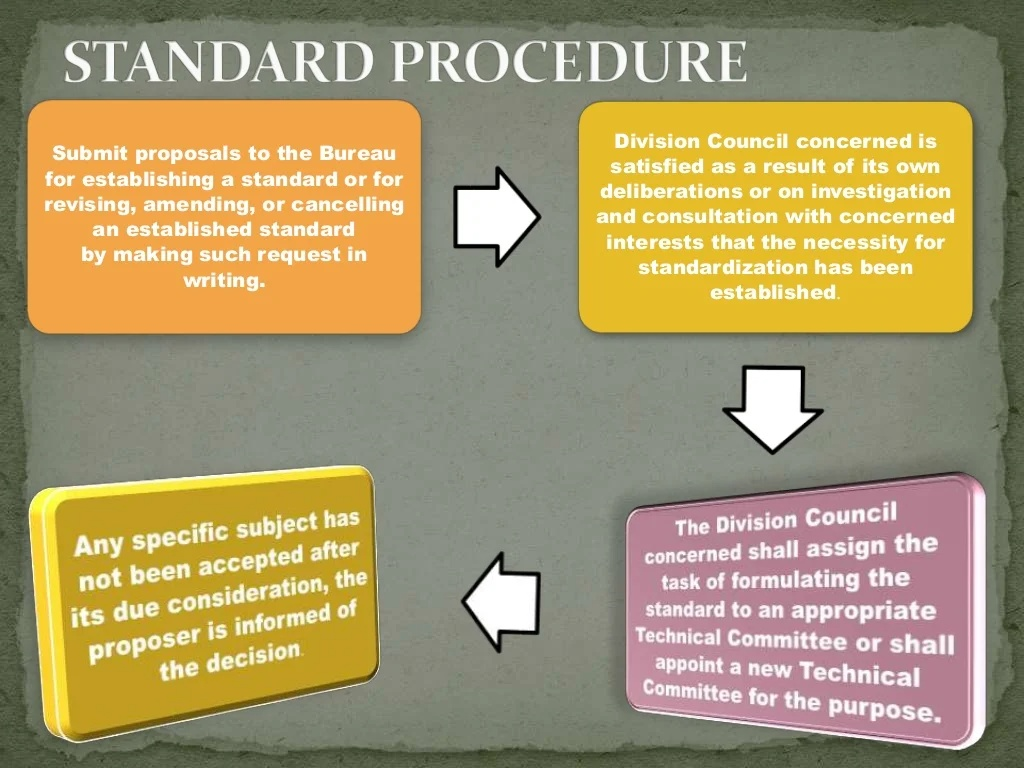 STANDARD PROCEDURE
Submit proposals to the Bureau
for establishing a standard or for
revising, amending, or cancelling
an established standard
by making such request in
writing.
Division Council concerned is
satisfied as a result of its own
deliberations or on investigation
and consultation with concerned
interests that the necessity for
standardization has been
established.
The Division Council
concerned shall assign the
task of formulating the
standard to an appropriate
Technical Committee or shall
appoint a new Technical
Committee for the purpose.
Any specific subject has
not been accepted after
its due consideration, the
proposer is informed of
the decision.